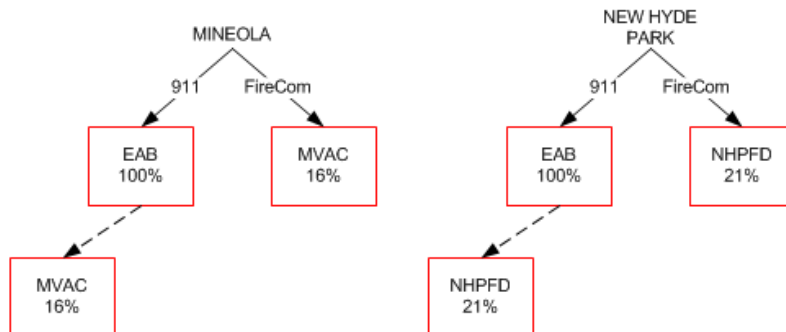 MINEOLA
911
FireCom
EAB
100%
MVAC
16%
MVAC
16%
NEW HYDE
PARK
911
FireCom
EAB
100%
NHPFD
21%
NHPFD
21%